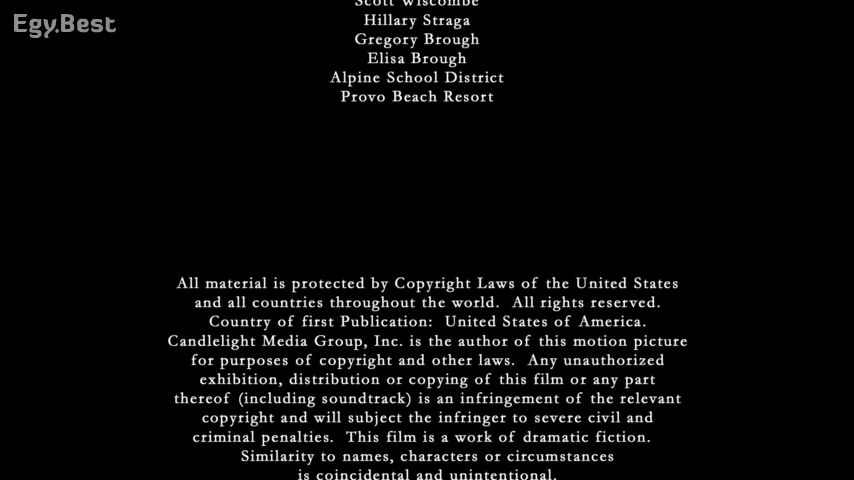 Egy.Best
Scott Wiscombe
Hillary Straga
Gregory Brough
Elisa Brough
Alpine School District
Provo Beach Resort
All material is protected by Copyright Laws of the United States
and all countries throughout the world.  All rights reserved.
Country of first Publication:  United States of America.
Candlelight Media Group, Inc. is the author of this motion picture
for purposes of copyright and other laws.  Any unauthorized
exhibition, distribution or copying of this film or any part
thereof (including soundtrack) is an infringement of the relevant
copyright and will subject the infringer to severe civil and
criminal penalties.  This film is a work of dramatic fiction.
Similarity to names, characters or circumstances
is coincidental and unintentional.